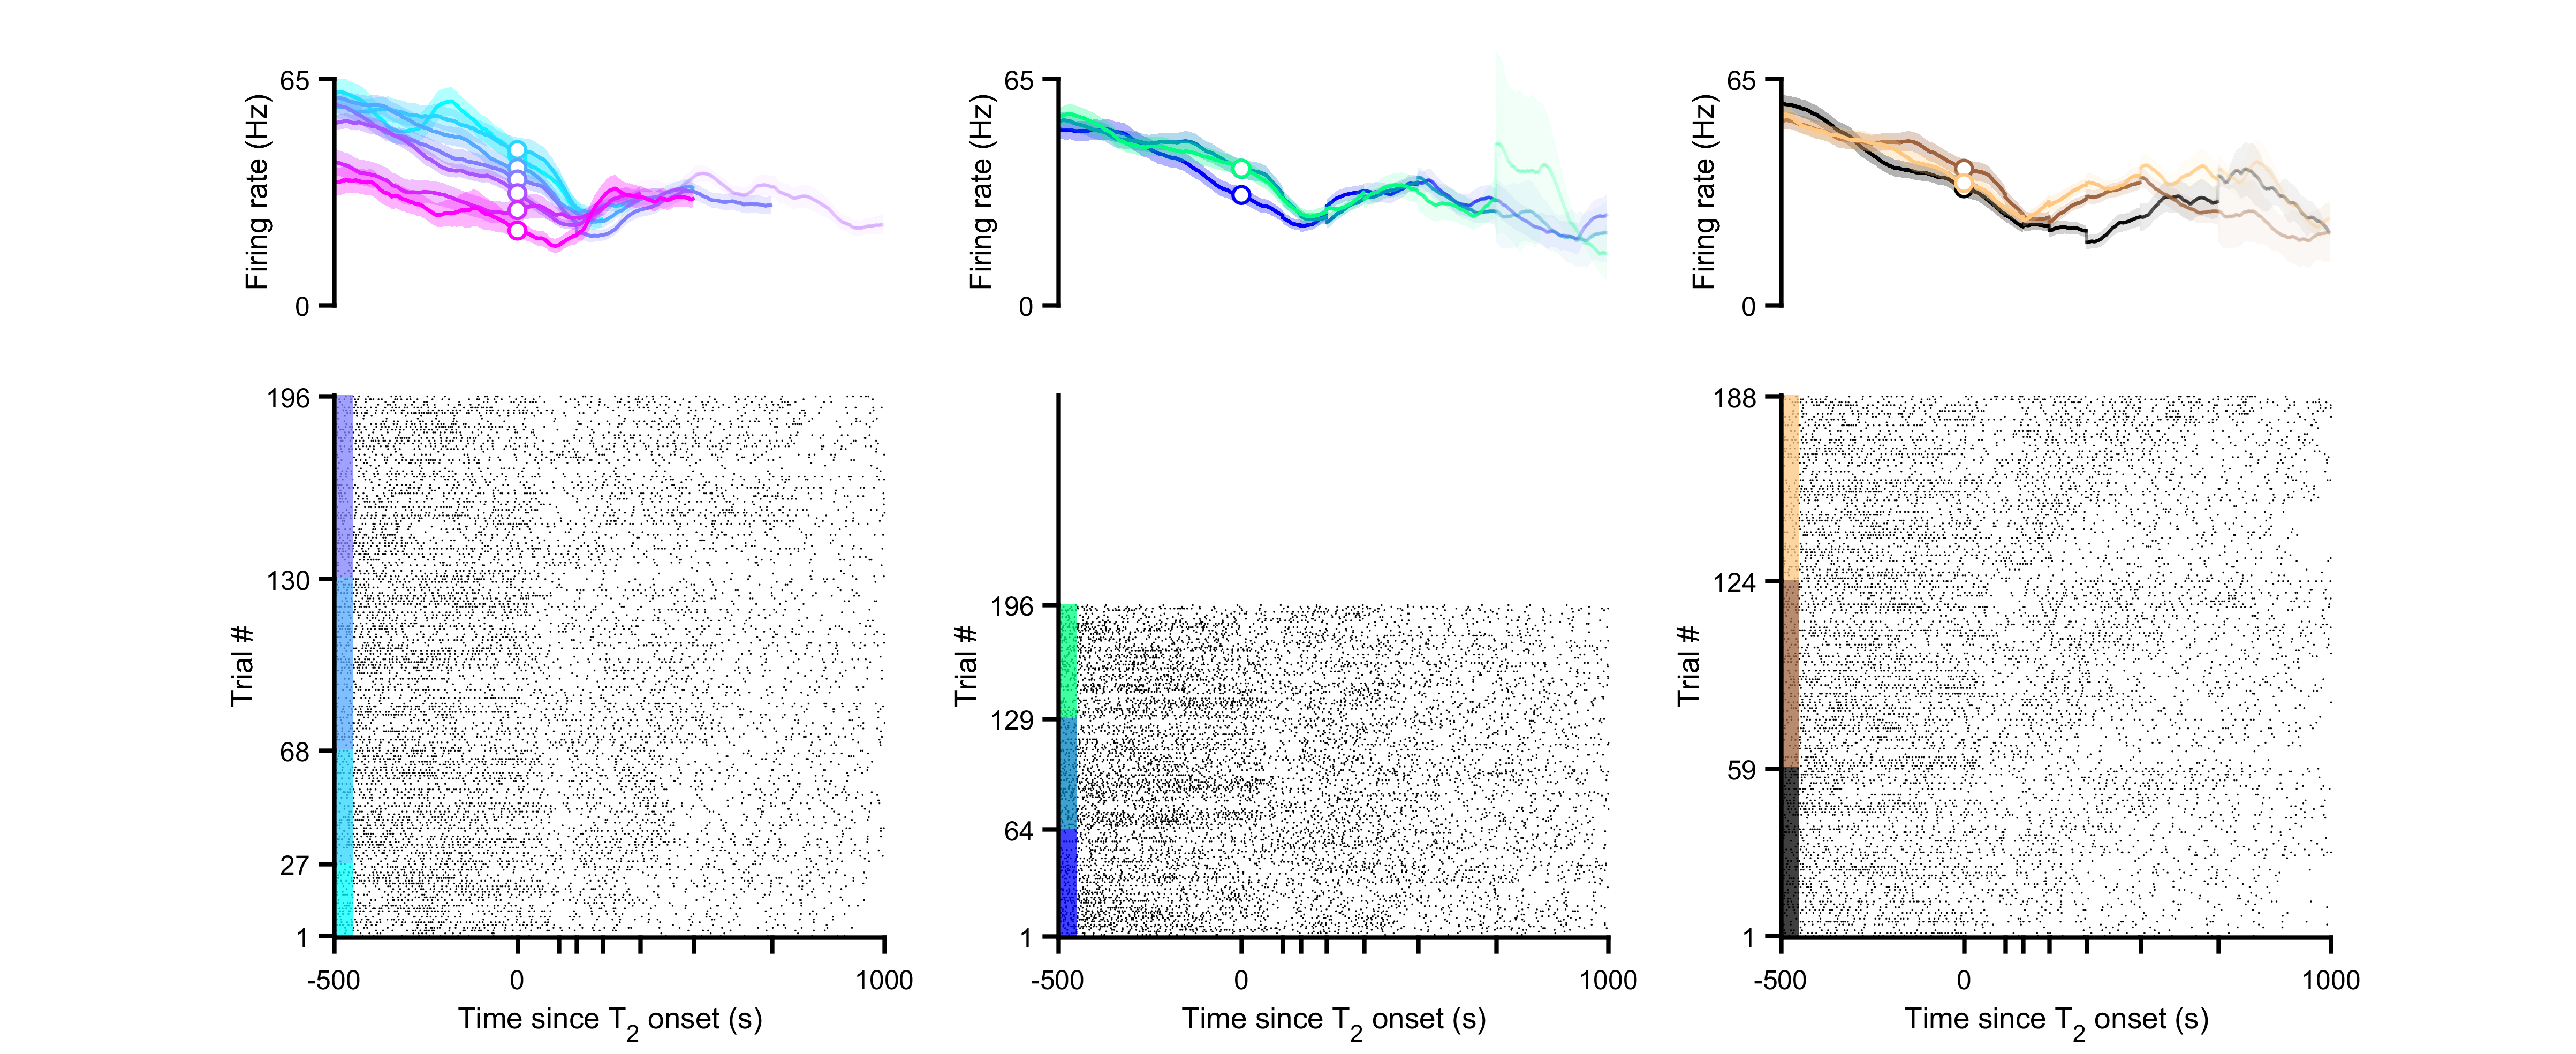 65
Firing rate (Hz)
0
65
Firing rate (Hz)
0
65
Firing rate (Hz)
0
196
130
68
27
1
Trial #
-500 0 1000
Time since T2 onset (s)
196
129
64
1
Trial #
-500 0 1000
Time since T2 onset (s)
188
124
59
1
Trial #
-500 0 1000
Time since T2 onset (s)